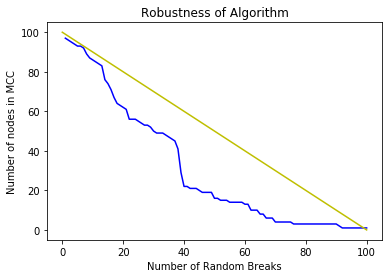 Robustness of Algorithm
Number of nodes in MCC
100
80
60
40
20
0
0 20 40 60 80 100
Number of Random Breaks